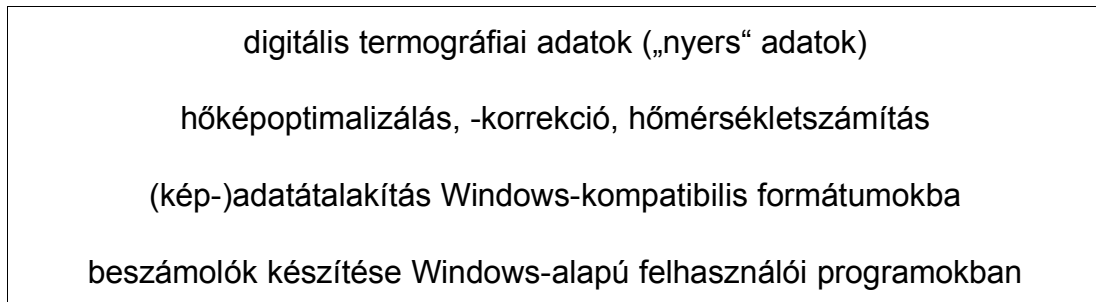 digitális termográfiai adatok („nyers“ adatok)
hőképoptimalizálás, -korrekció, hőmérsékletszámítás
(kép-)adatátalakítás Windows-kompatibilis formátumokba
beszámolók készítése Windows-alapú felhasználói programokban